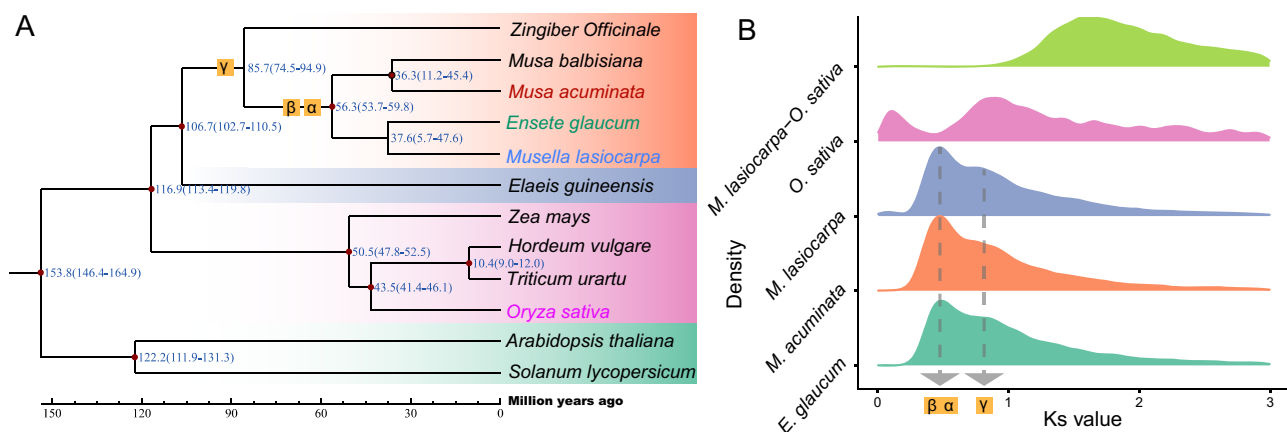 A
Zingiber Officinale
γ
85.7(74.5-94.9)
Musa balbisiana
36.3(11.2-45.4)
Musa acuminata
β α
56.3(53.7-59.8)
Ensete glaucum
106.7(102.7-110.5)
37.6(5.7-47.6)
Musella lasiocarpa
116.9(113.4-119.8)
Elaeis guineensis
Zea mays
50.5(47.8-52.5)
Hordeum vulgare
10.4(9.0-12.0)
153.8(146.4-164.9)
Triticum urartu
43.5(41.4-46.1)
Oryza sativa
Arabidopsis thaliana
122.2(111.9-131.3)
Solanum lycopersicum
Million years ago
150 120 90 60 30 0
B
M. lasiocarpa-O. sativa
O. sativa
M. lasiocarpa
M. acuminata
E. glaucum
Density
0 1 2 3
β α γ
Ks value